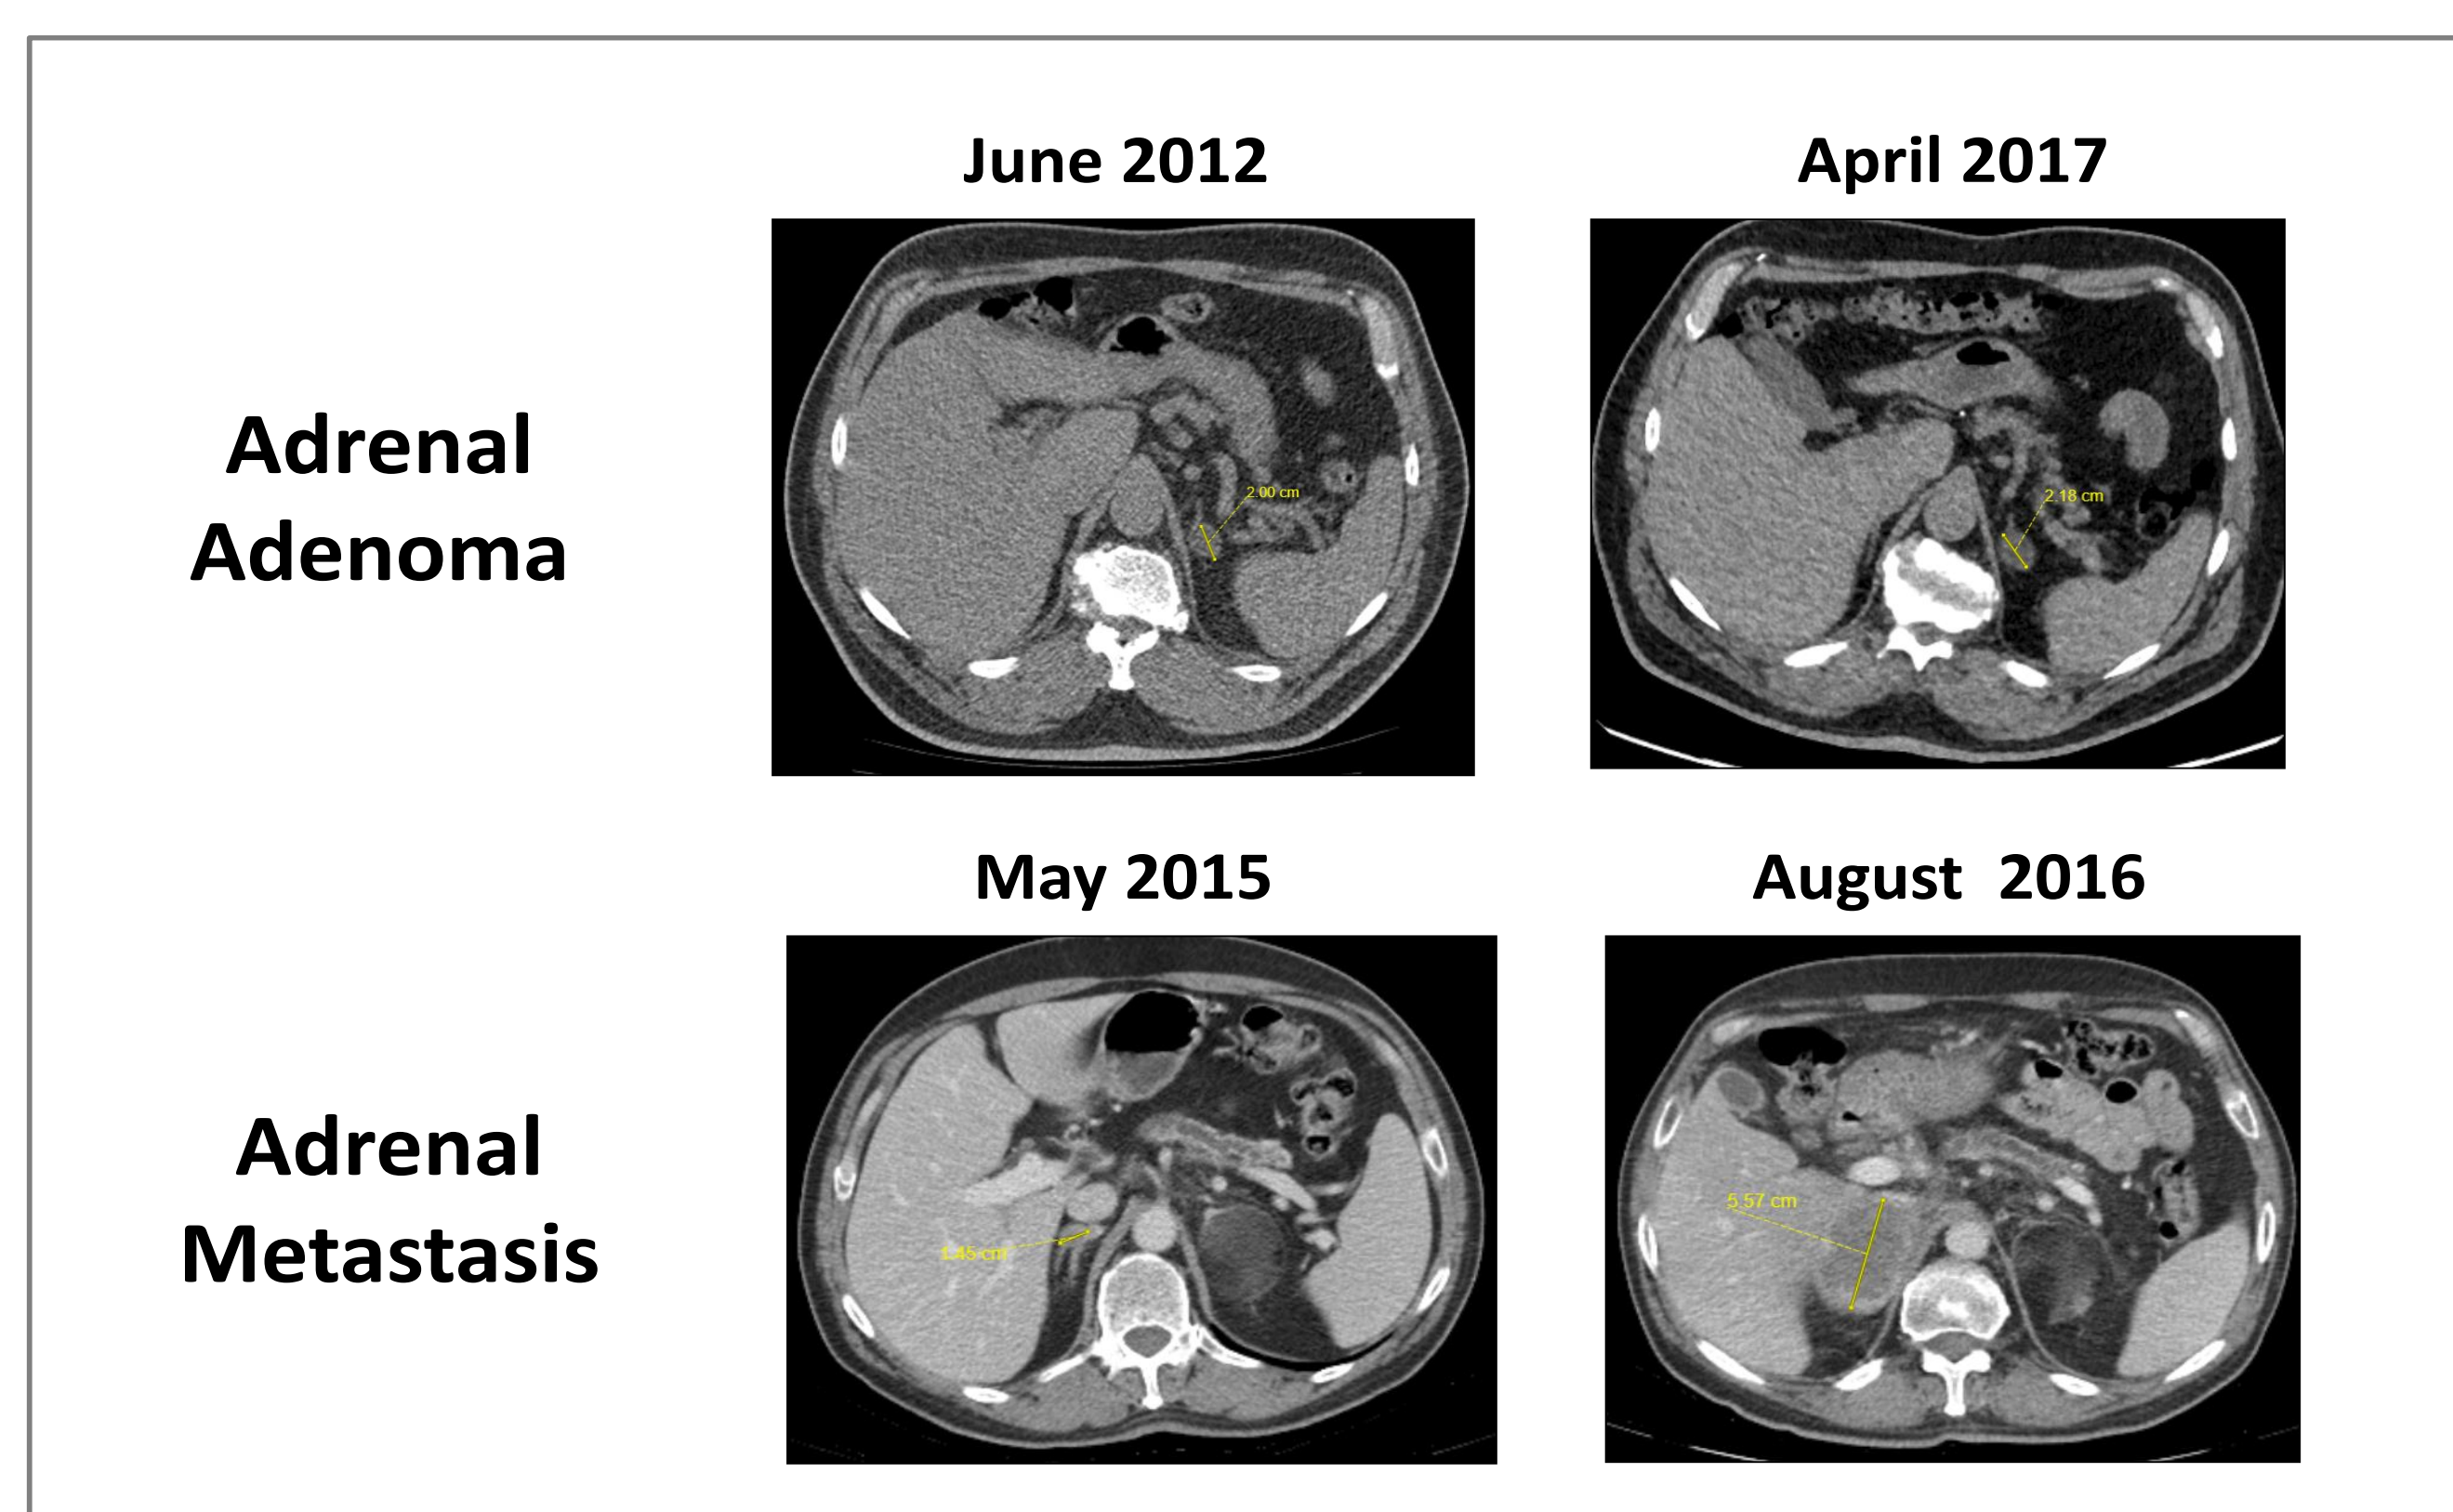 June 2012
April 2017
Adrenal
Adenoma
2.00 cm
2.18 cm
May 2015
August  2016
Adrenal
Metastasis
1.45 cm
5.57 cm